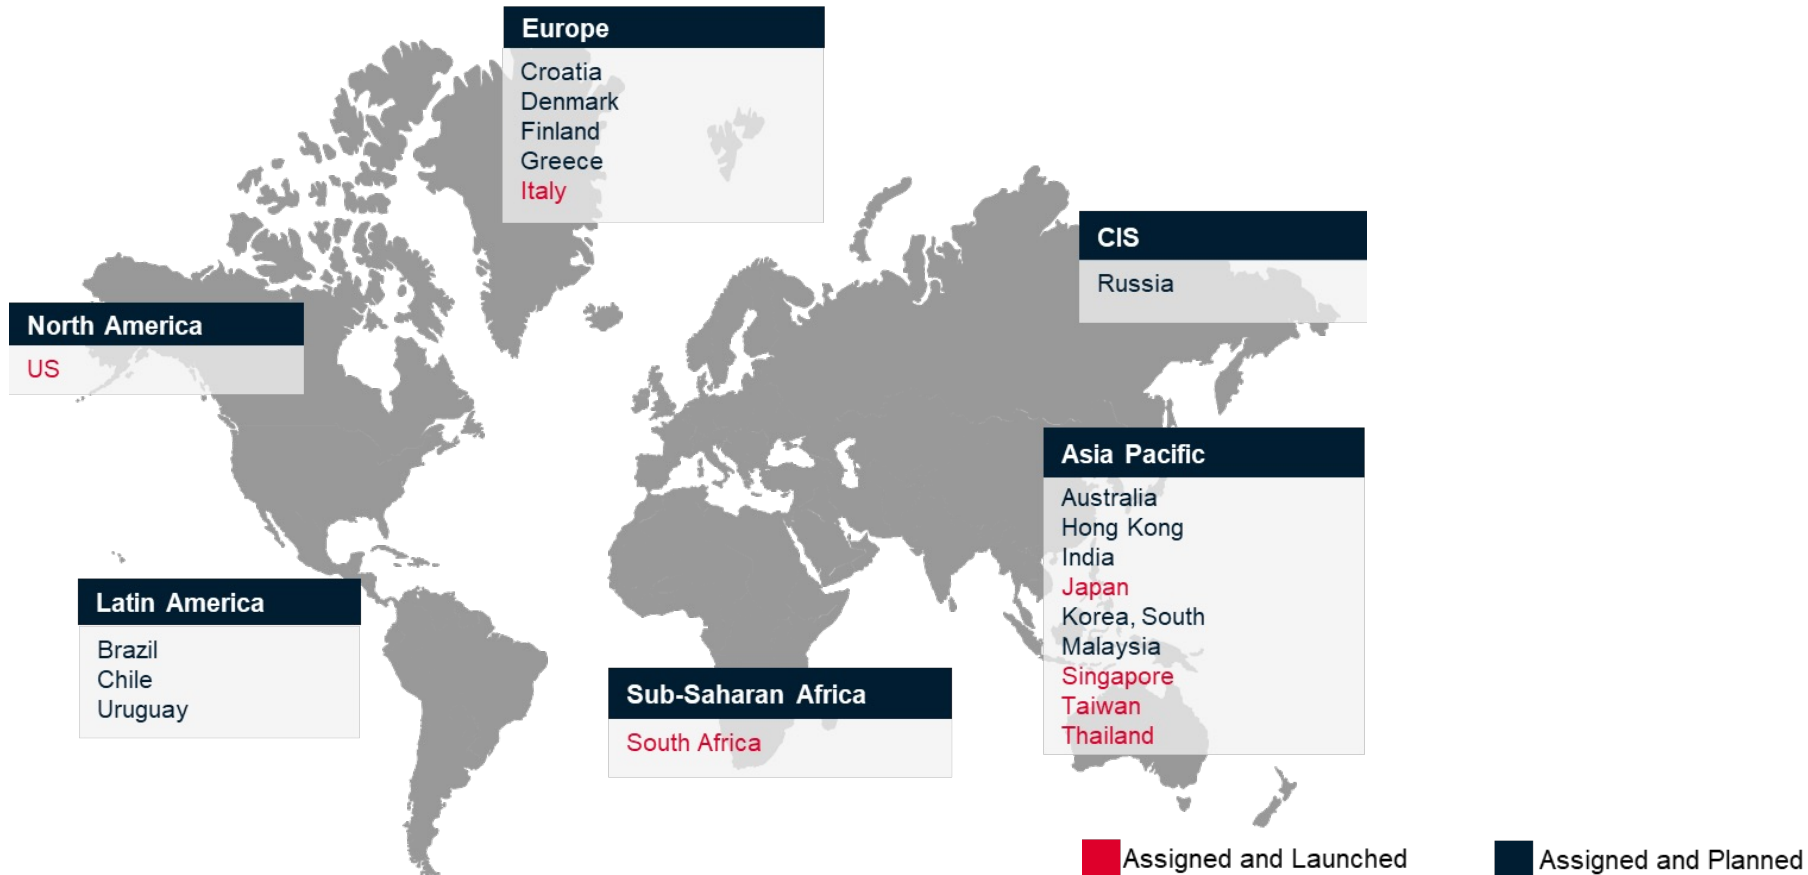 Europe
Croatia
Denmark
Finland
Greece
Italy
CIS
Russia
North America
US
Asia Pacific
Australia
Hong Kong
India
Japan
Korea, South
Malaysia
Singapore
Taiwan
Thailand
Latin America
Brazil
Chile
Uruguay
Sub-Saharan Africa
South Africa
Assigned and Launched
Assigned and Planned